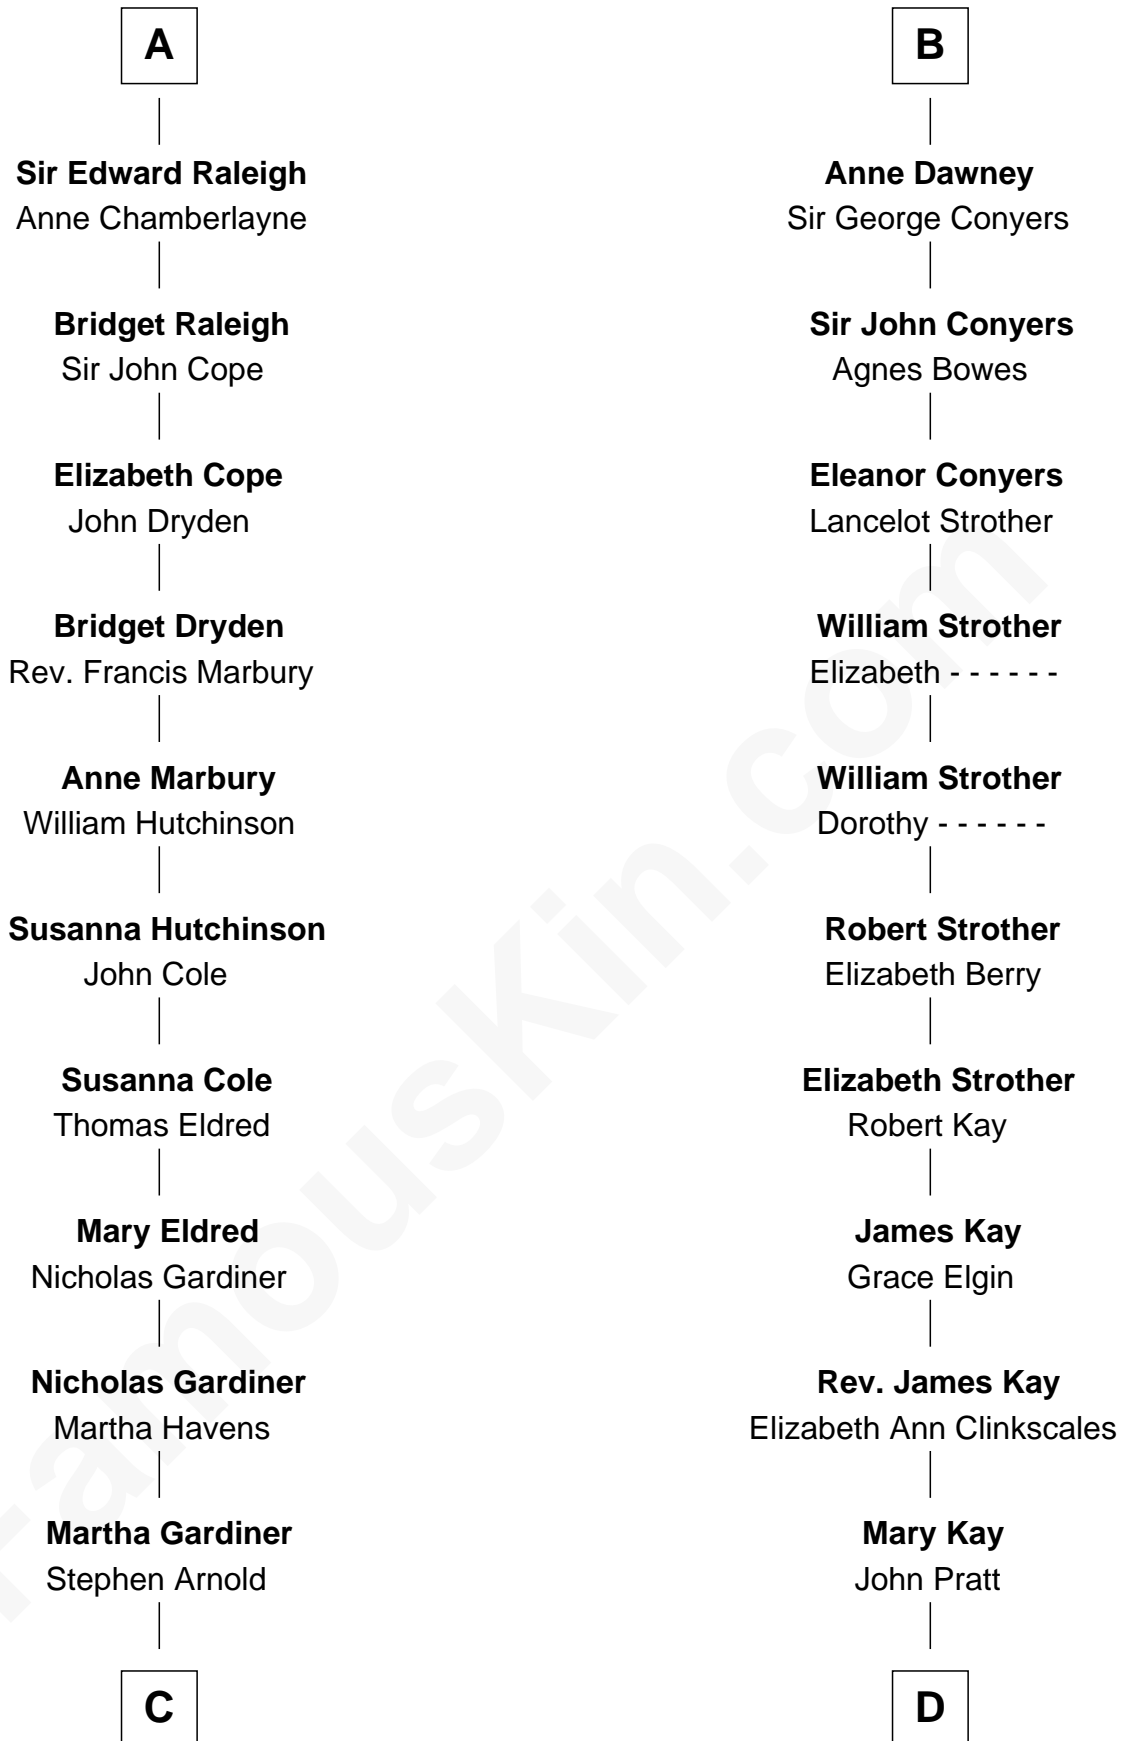 A
Sir Edward Raleigh
Anne Chamberlayne
Bridget Raleigh
Sir John Cope
Elizabeth Cope
John Dryden
Bridget Dryden
Rev. Francis Marbury
Anne Marbury
William Hutchinson
Susanna Hutchinson
John Cole
Susanna Cole
Thomas Eldred
Mary Eldred
Nicholas Gardiner
Nicholas Gardiner
Martha Havens
Martha Gardiner
Stephen Arnold
C
B
Anne Dawney
Sir George Conyers
Sir John Conyers
Agnes Bowes
Eleanor Conyers
Lancelot Strother
William Strother
Elizabeth - - - - - -
William Strother
Dorothy - - - - - -
Robert Strother
Elizabeth Berry
Elizabeth Strother
Robert Kay
James Kay
Grace Elgin
Rev. James Kay
Elizabeth Ann Clinkscales
Mary Kay
John Pratt
D
FamousKin.com